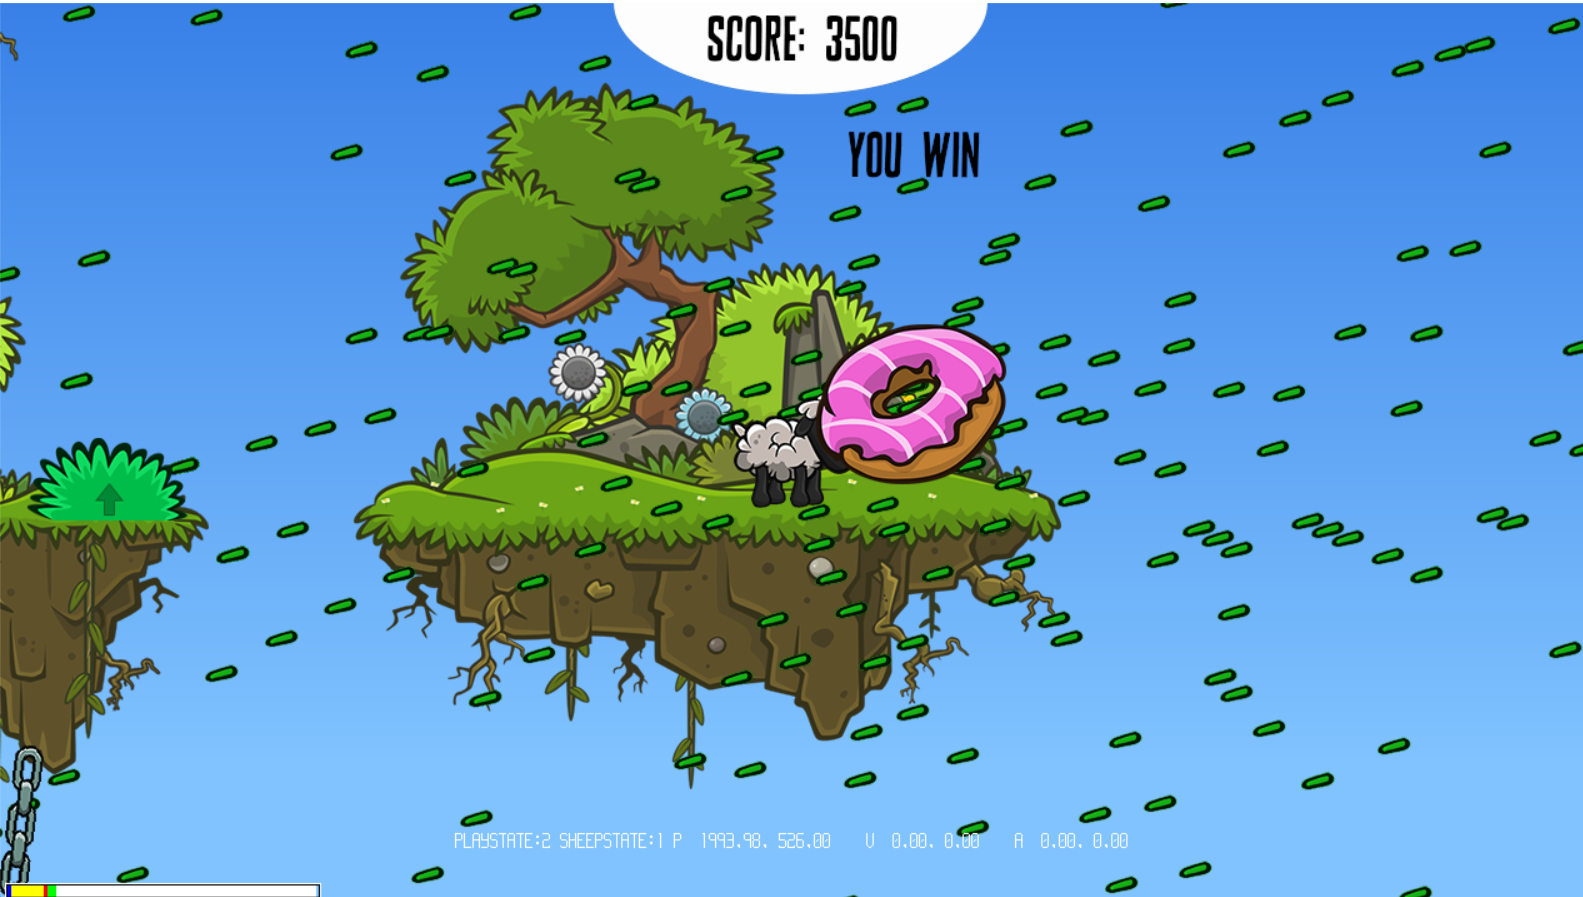 SCORE: 3500
YOU WIN
PLAYSTATE:2 SHEEPSTATE:1 P 1993.98, 526.00 V 0.00, 0.00 A 0.00, 0.00